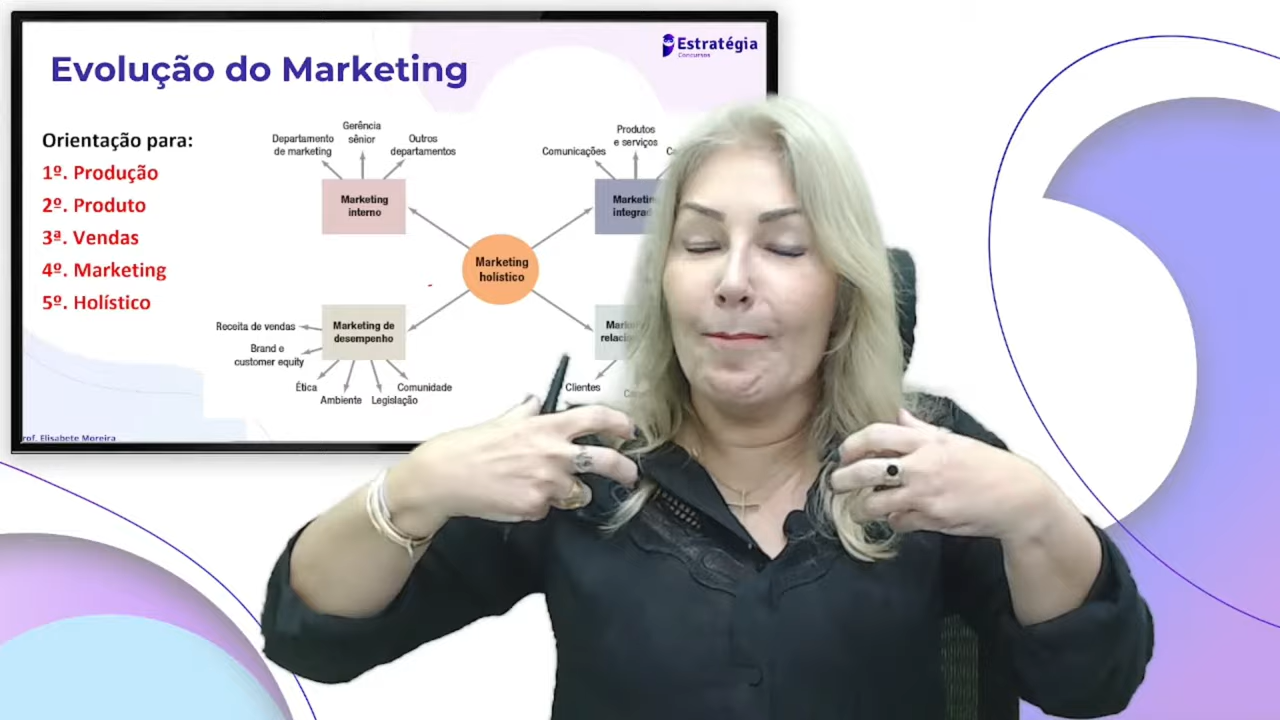 Estratégia
Concursos
Evolução do Marketing
Orientação para:
1º. Produção
2º. Produto
3ª. Vendas
4º. Marketing
5º. Holístico
Departamento
de marketing
Gerência
sênior
Outros
departamentos
Marketing
interno
Comunicações
Produtos
e serviços
Marketing
holístico
Receita de vendas
Brand e
customer equity
Ética
Ambiente
Legislação
Comunidade
Marketing de
desempenho
Clientes
Prof. Elisabete Moreira